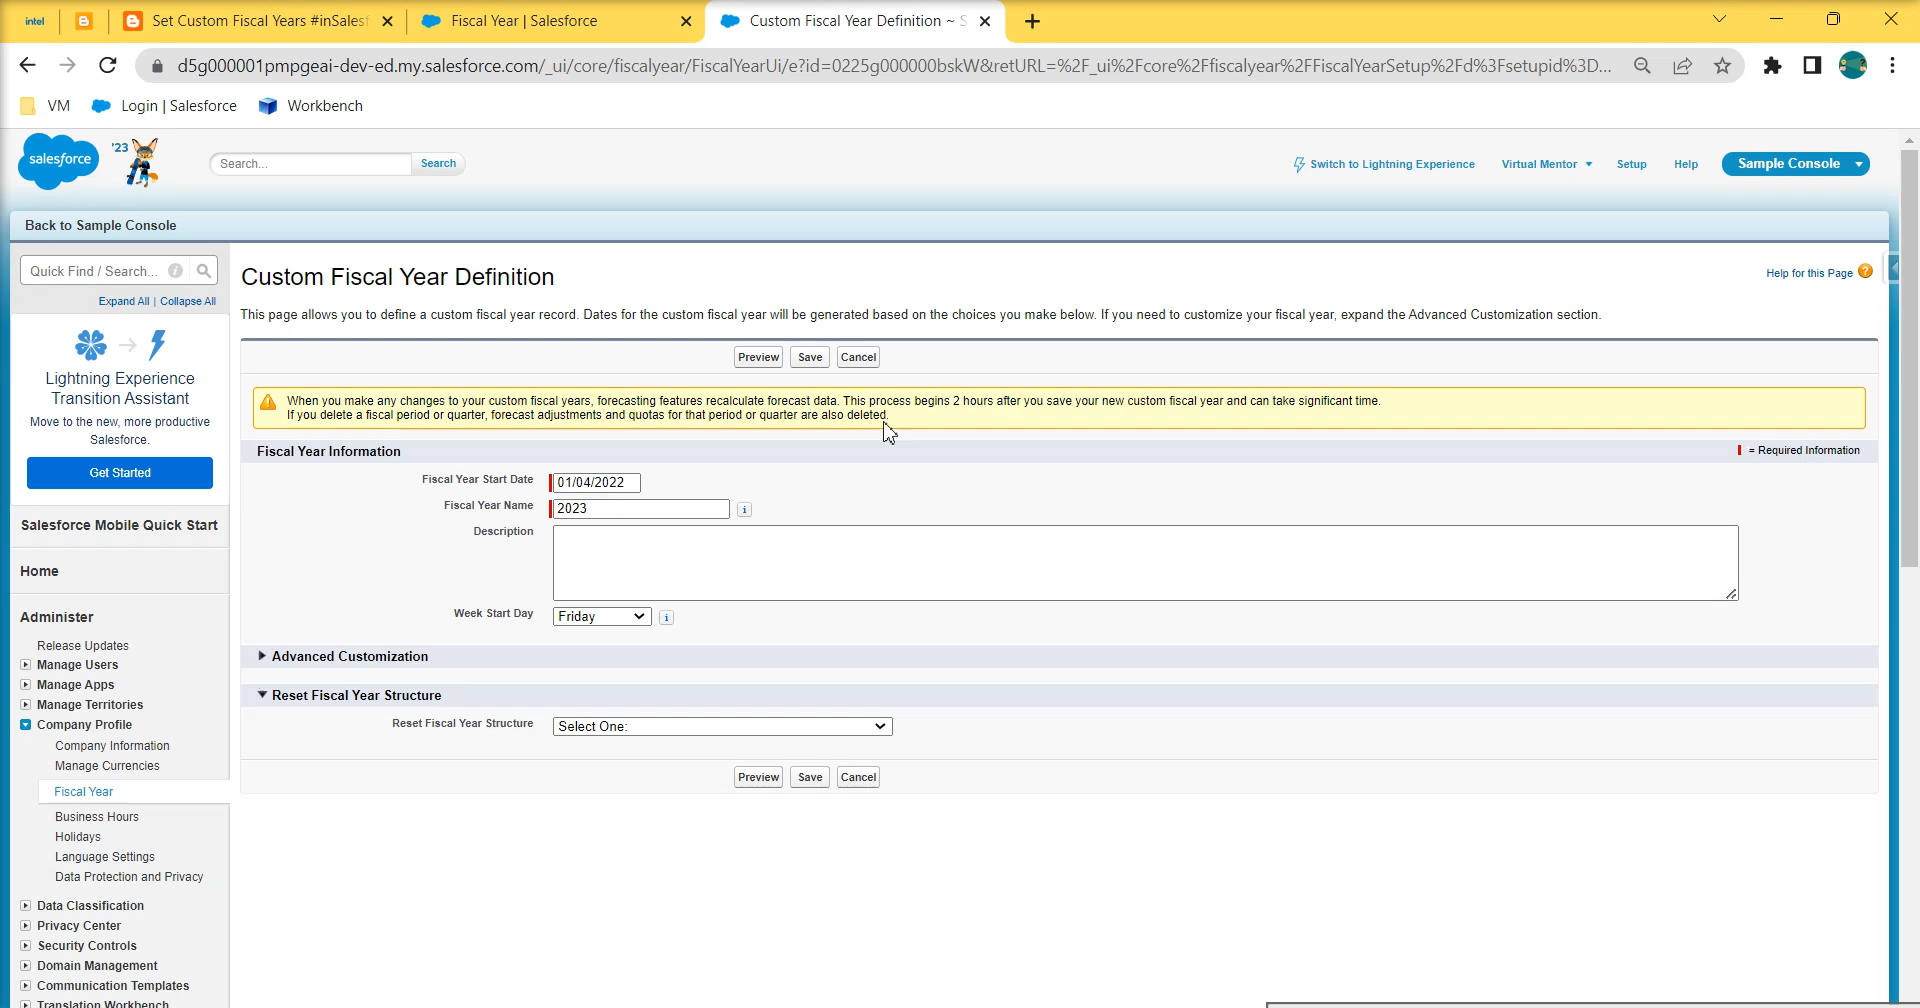 intel
Set Custom Fiscal Years #inSalesf
Fiscal Year | Salesforce
Custom Fiscal Year Definition ~ S
d5g000001pmpgeai-dev-ed.my.salesforce.com/_ui/core/fiscalyear/FiscalYearUi/e?id=0225g000000bskW&retURL=%2F_ui%2Fcore%2Ffiscalyear%2FFiscalYearSetup%2Fd%3Fsetupid%3D...
VM
Login | Salesforce
Workbench
salesforce
'23
Search...
Search
Switch to Lightning Experience
Virtual Mentor
Setup
Help
Sample Console
Back to Sample Console
Quick Find / Search...
Expand All | Collapse All
Lightning Experience
Transition Assistant
Move to the new, more productive
Salesforce.
Get Started
Salesforce Mobile Quick Start
Home
Administer
Release Updates
Manage Users
Manage Apps
Manage Territories
Company Profile
Company Information
Manage Currencies
Fiscal Year
Business Hours
Holidays
Language Settings
Data Protection and Privacy
Data Classification
Privacy Center
Security Controls
Domain Management
Communication Templates
Translation Workbench
Custom Fiscal Year Definition
Help for this Page
This page allows you to define a custom fiscal year record. Dates for the custom fiscal year will be generated based on the choices you make below. If you need to customize your fiscal year, expand the Advanced Customization section.
Preview Save Cancel
When you make any changes to your custom fiscal years, forecasting features recalculate forecast data. This process begins 2 hours after you save your new custom fiscal year and can take significant time.
If you delete a fiscal period or quarter, forecast adjustments and quotas for that period or quarter are also deleted.
Fiscal Year Information
= Required Information
Fiscal Year Start Date 01/04/2022
Fiscal Year Name 2023
Description
Week Start Day Friday
Advanced Customization
Reset Fiscal Year Structure
Reset Fiscal Year Structure Select One:
Preview Save Cancel